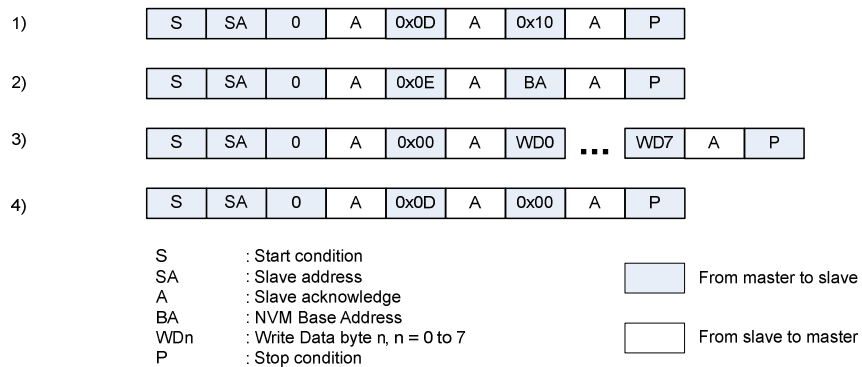 1) S SA 0 A 0x0D A 0x10 A P
2) S SA 0 A 0x0E A BA A P
3) S SA 0 A 0x00 A WD0 ... WD7 A P
4) S SA 0 A 0x0D A 0x00 A P
S : Start condition
SA : Slave address
A : Slave acknowledge
BA : NVM Base Address
WDn : Write Data byte n, n = 0 to 7
P : Stop condition
From master to slave
From slave to master